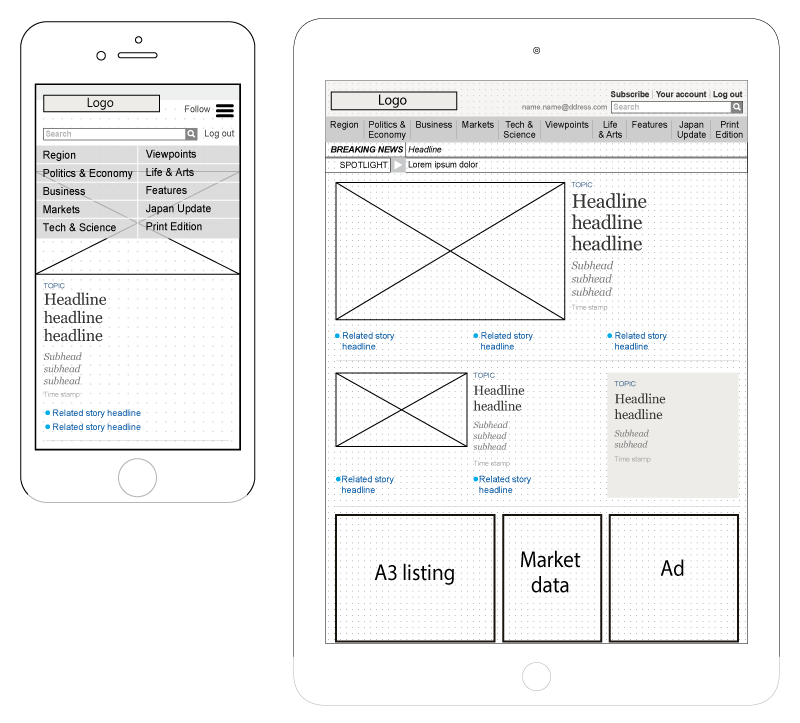 Logo
Follow
Search
Log out
Region
Viewpoints
Politics & Economy
Life & Arts
Business
Features
Markets
Japan Update
Tech & Science
Print Edition
TOPIC
Headline
headline
headline
Subhead
subhead
subhead
Time stamp
Related story headline
Related story headline
Subscribe Your account Log out
Logo
name.name@ddress.com
Search
Region
Politics &
Economy
Business
Markets
Tech &
Science
Viewpoints
Life
& Arts
Features
Japan
Update
Print
Edition
BREAKING NEWS Headline
SPOTLIGHT Lorem ipsum dolor
TOPIC
Headline
headline
headline
Subhead
subhead
subhead
Time stamp
Related story
headline
Related story
headline
Related story
headline
TOPIC
Headline
headline
Subhead
subhead
subhead
Time stamp
Related story
headline
Related story
headline
TOPIC
Headline
headline
Subhead
subhead
Time stamp
A3 listing
Market
data
Ad